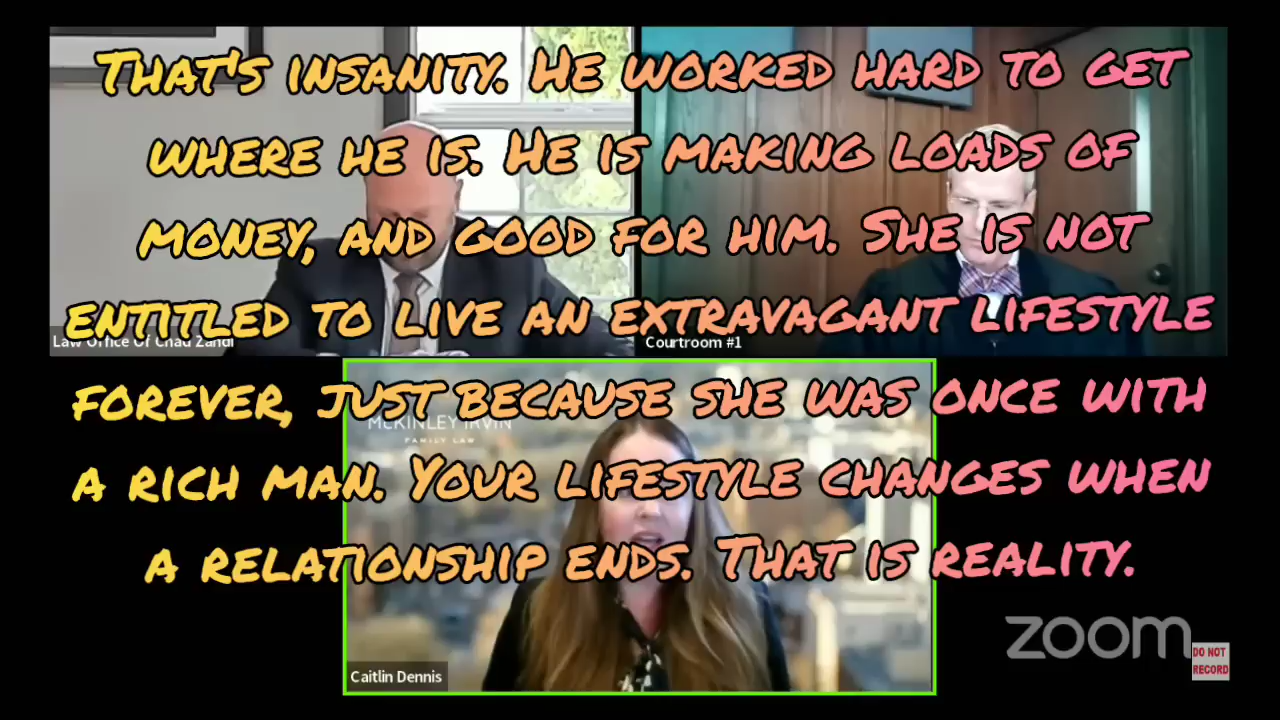 That's insanity. He worked hard to get
where he is. He is making loads of
money, and good for him. She is not
entitled to live an extravagant lifestyle
forever, just because she was once with
a rich man. Your lifestyle changes when
a relationship ends. That is reality.
Law Office Of Chad Zandi
Courtroom #1
MCKINLEY IRVIN
FAMILY LAW
Caitlin Dennis
zoom
DO NOT
RECORD